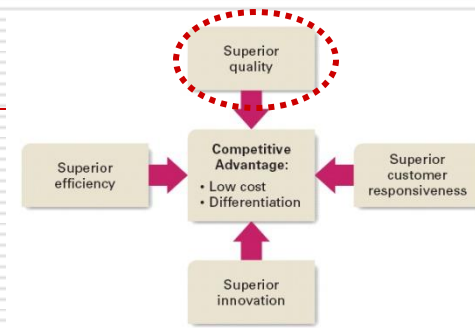 Superior
quality
Competitive
Advantage:
• Low cost
• Differentiation
Superior
efficiency
Superior
customer
responsiveness
Superior
innovation